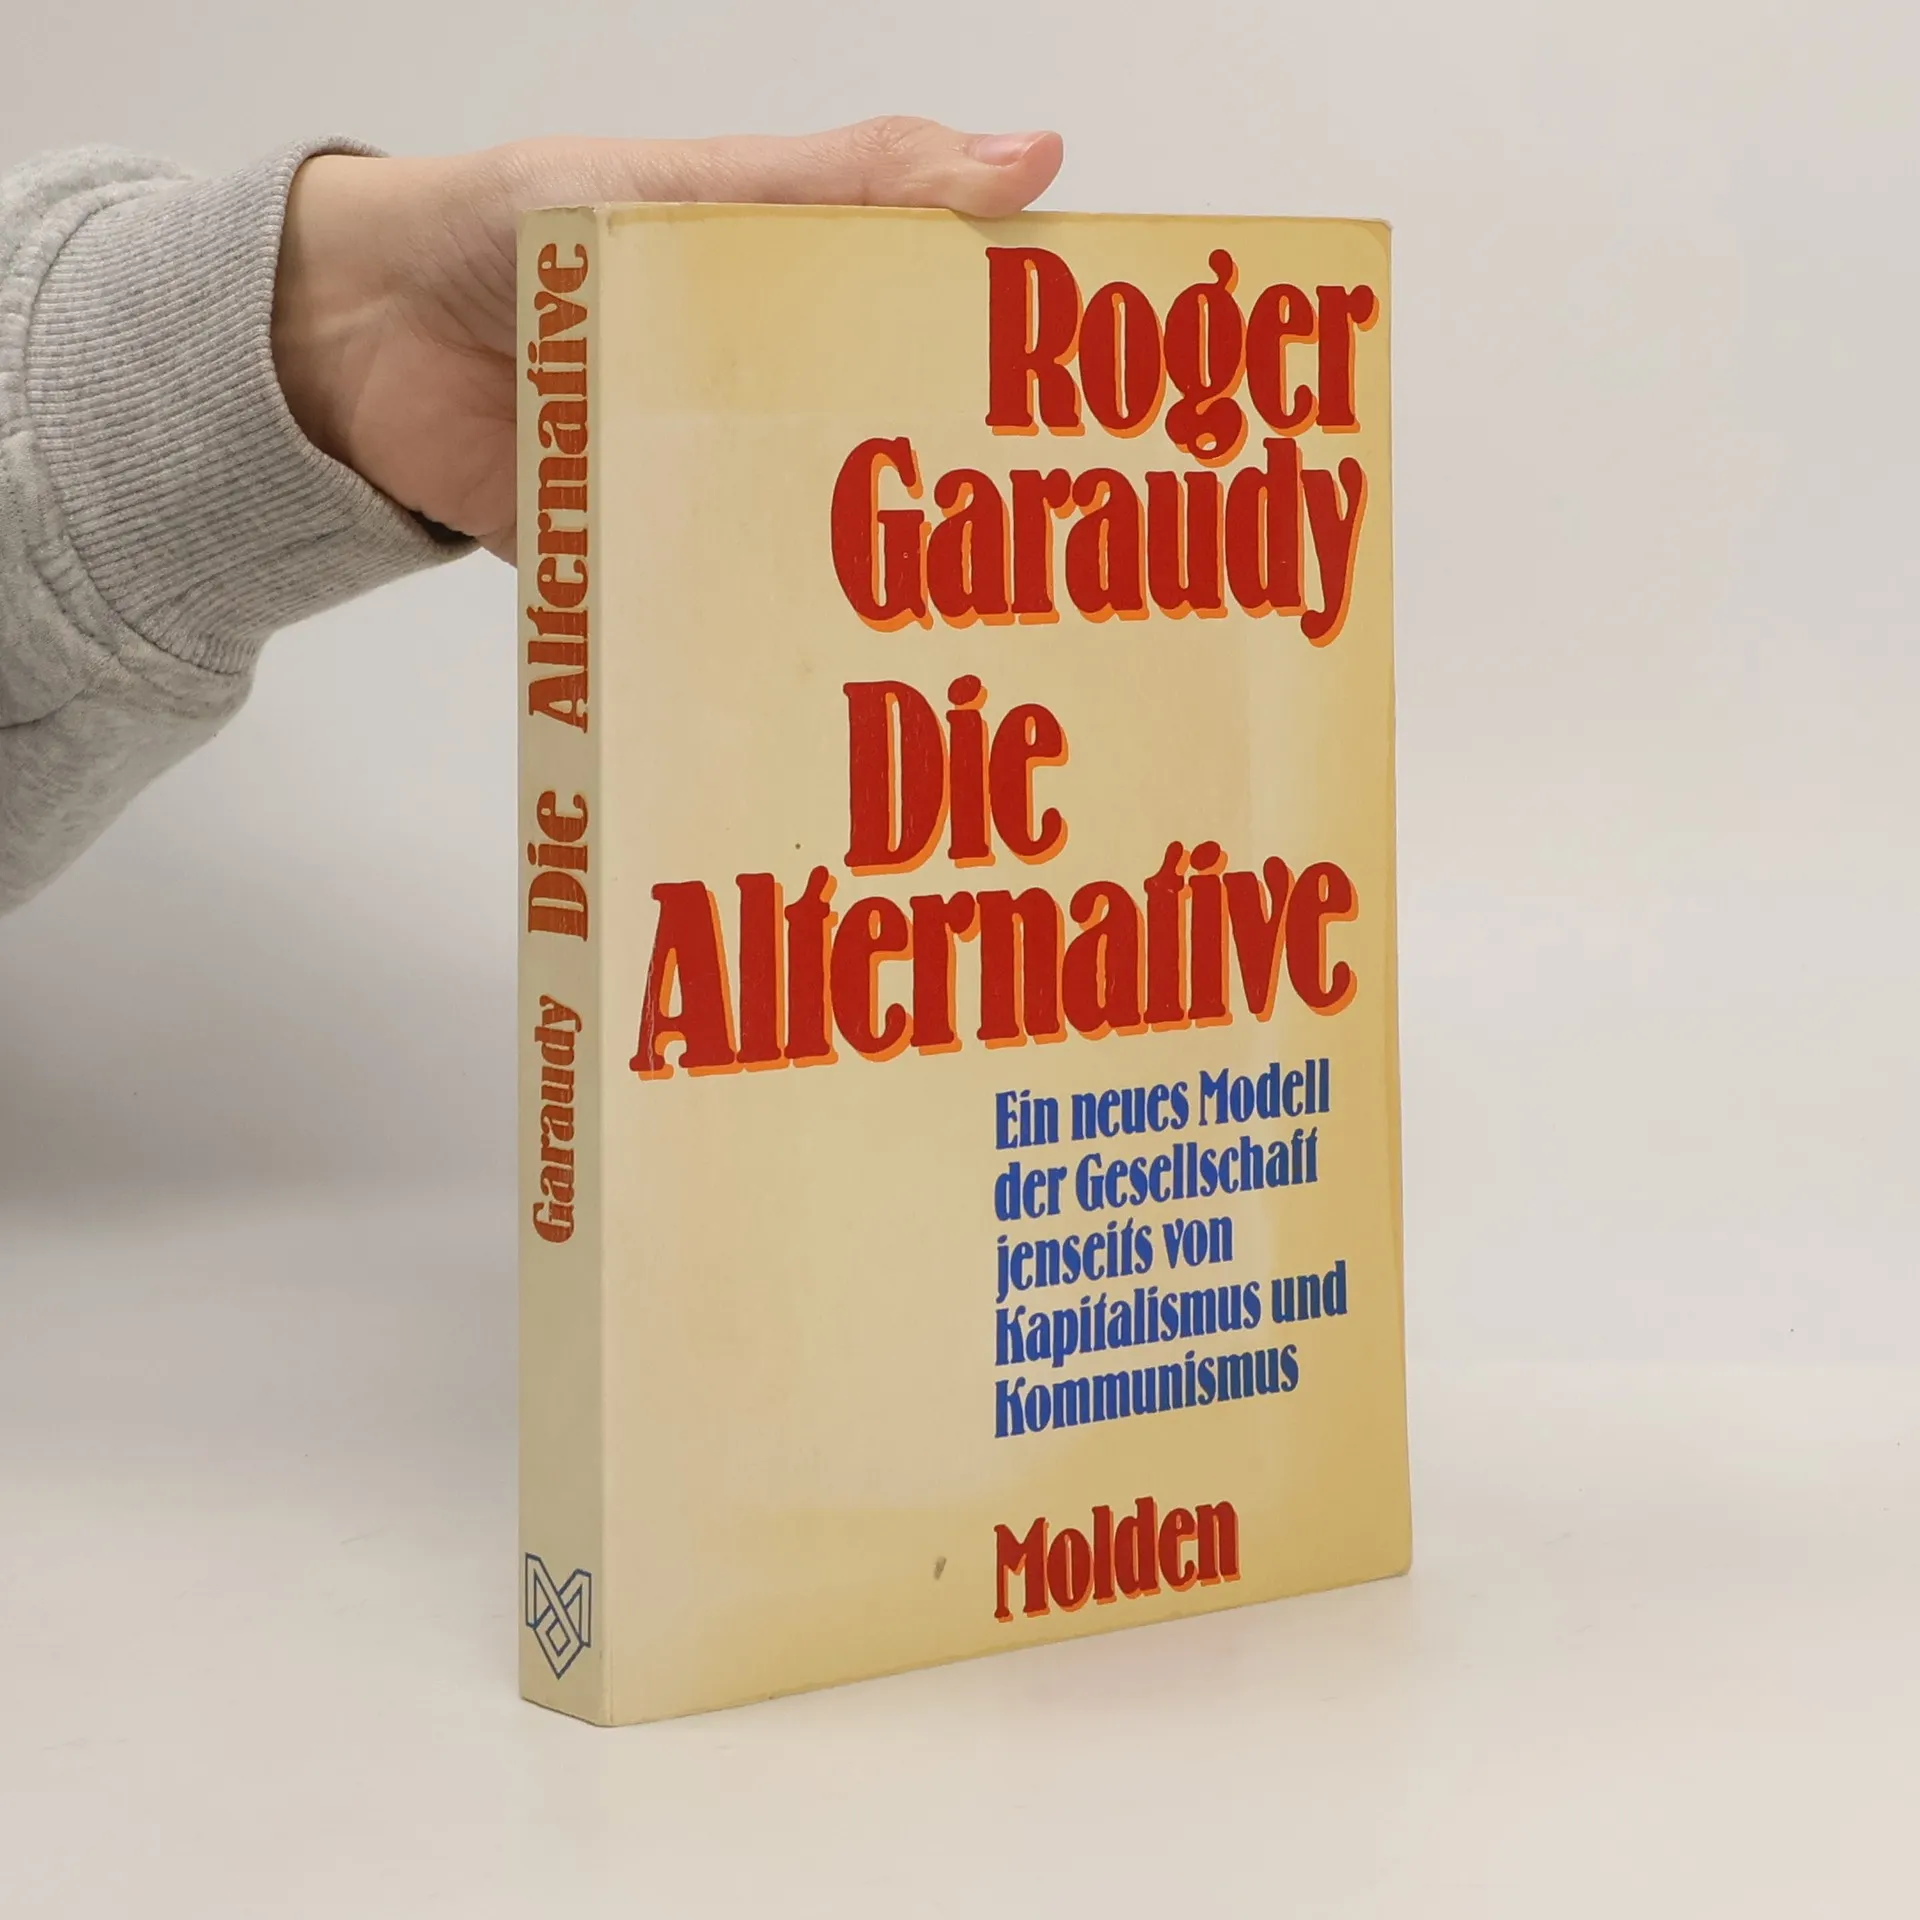 Garaudy Die Alternative
Roger
Garaudy
Die
Alternative
Ein neues Modell
der Gesellschaft
jenseits von
Kapitalismus und
Kommunismus
Molden